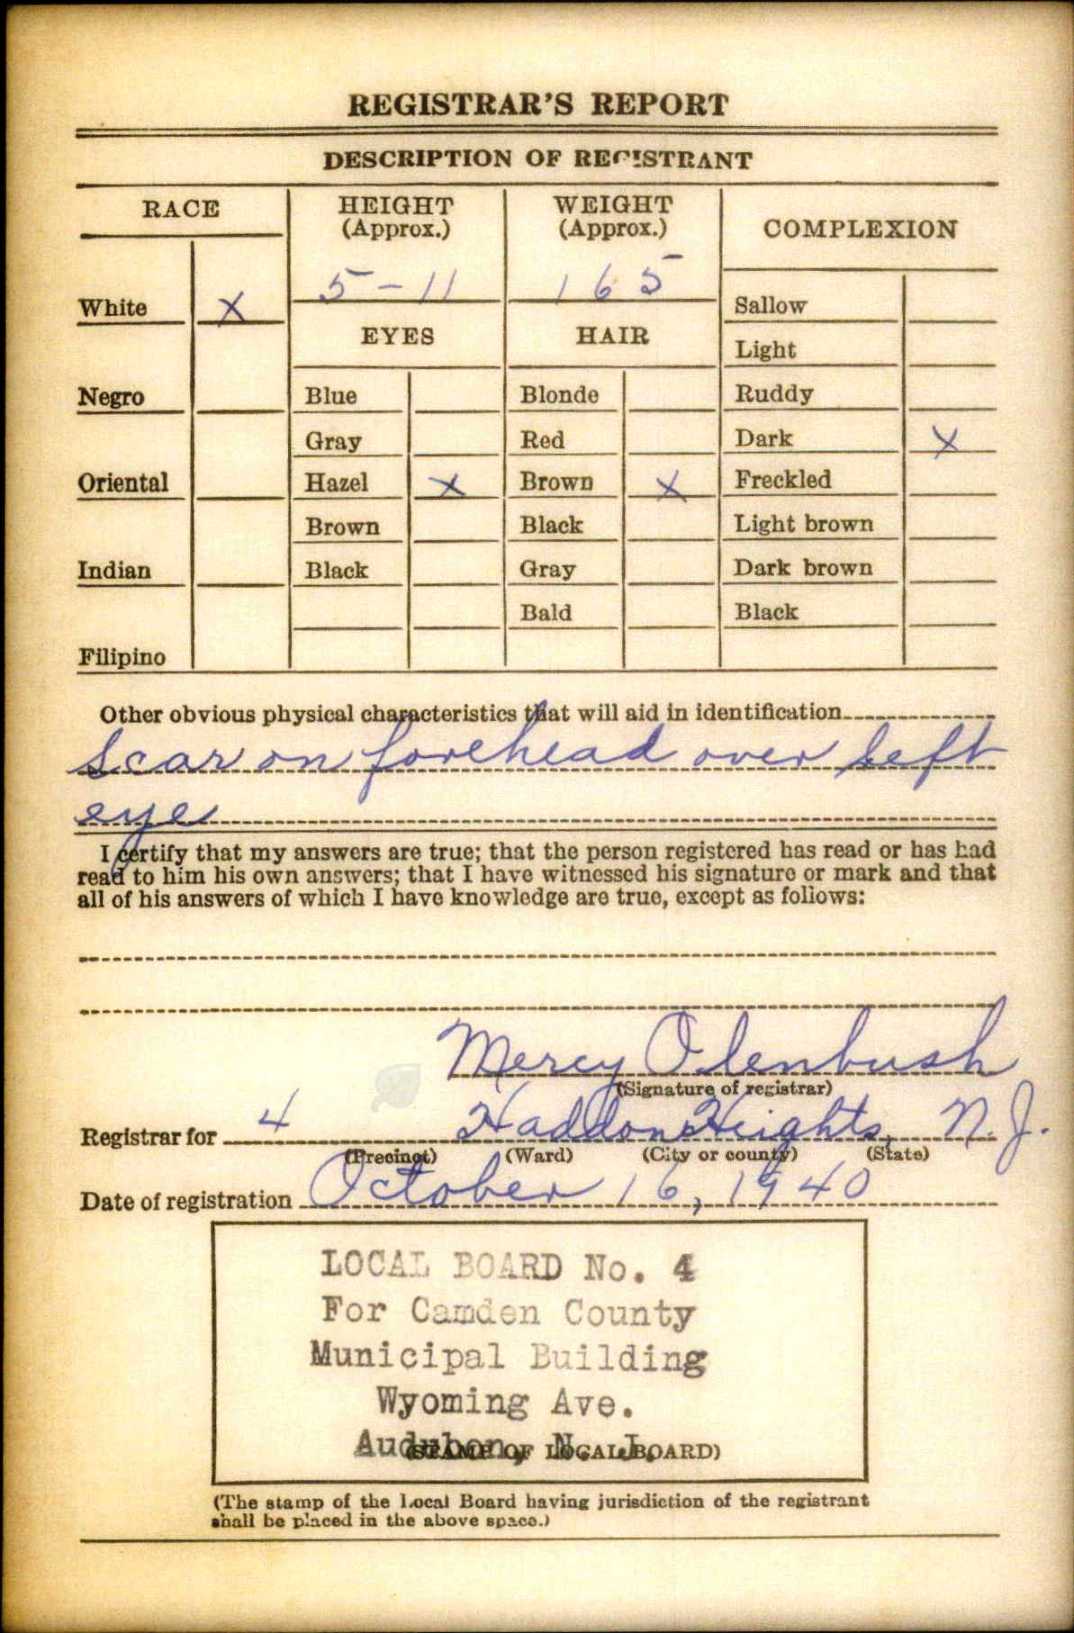 REGISTRAR'S REPORT
DESCRIPTION OF REGISTRANT
RACE
HEIGHT
(Approx.)
WEIGHT
(Approx.)
COMPLEXION
5-11
165
White X
EYES
HAIR
Sallow
Light
Negro
Blue
Blonde
Ruddy
Gray
Red
Dark X
Oriental
Hazel X
Brown X
Freckled
Brown
Black
Light brown
Indian
Black
Gray
Dark brown
Bald
Black
Filipino
Other obvious physical characteristics that will aid in identification
Scar on forehead over left
eye
I certify that my answers are true; that the person registered has read or has had
read to him his own answers; that I have witnessed his signature or mark and that
all of his answers of which I have knowledge are true, except as follows:
Mercy Olenbush
(Signature of registrar)
Registrar for 4 Haddon Heights, N.J.
(Precinct) (Ward) (City or county) (State)
Date of registration October 16, 1940
LOCAL BOARD No. 4
For Camden County
Municipal Building
Wyoming Ave.
Audubon, N. J.
(STAMP OF LOCAL BOARD)
(The stamp of the Local Board having jurisdiction of the registrant
shall be placed in the above space.)